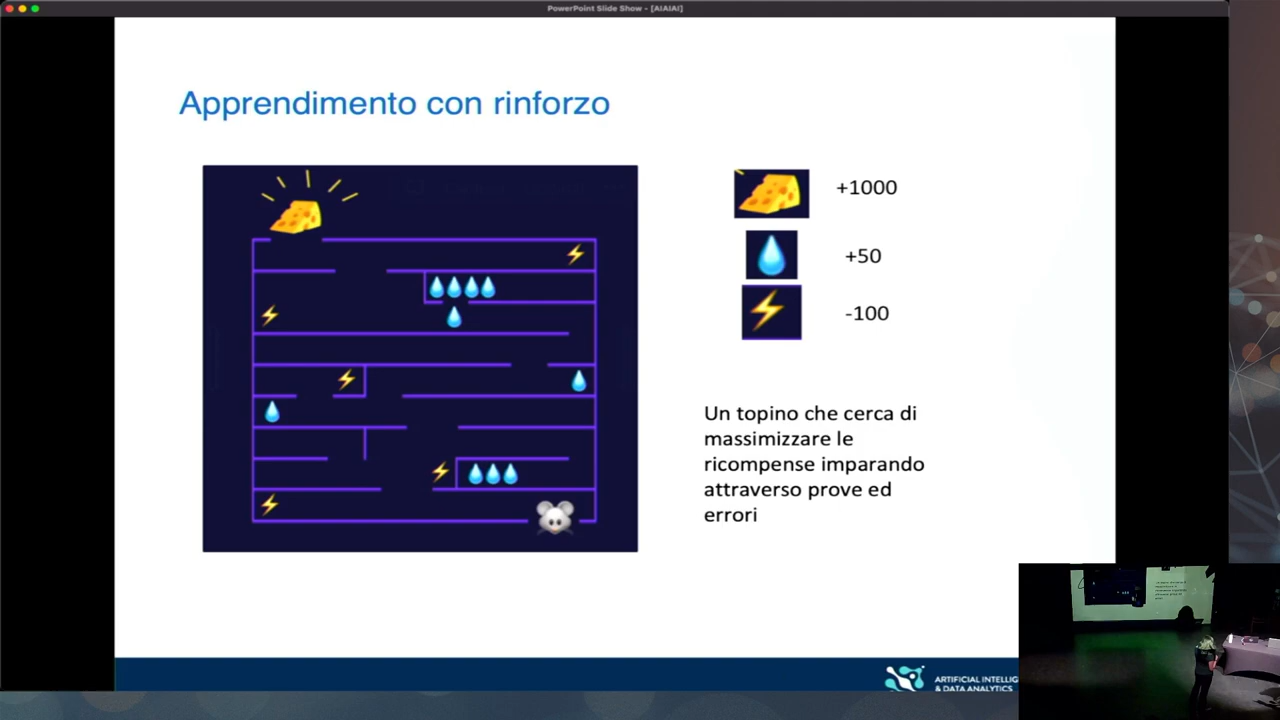 PowerPoint Slide Show - [AIAIAI]
Apprendimento con rinforzo
+1000
+50
-100
Un topino che cerca di
massimizzare le
ricompense imparando
attraverso prove ed
errori
ARTIFICIAL INTELLIG
& DATA ANALYTICS